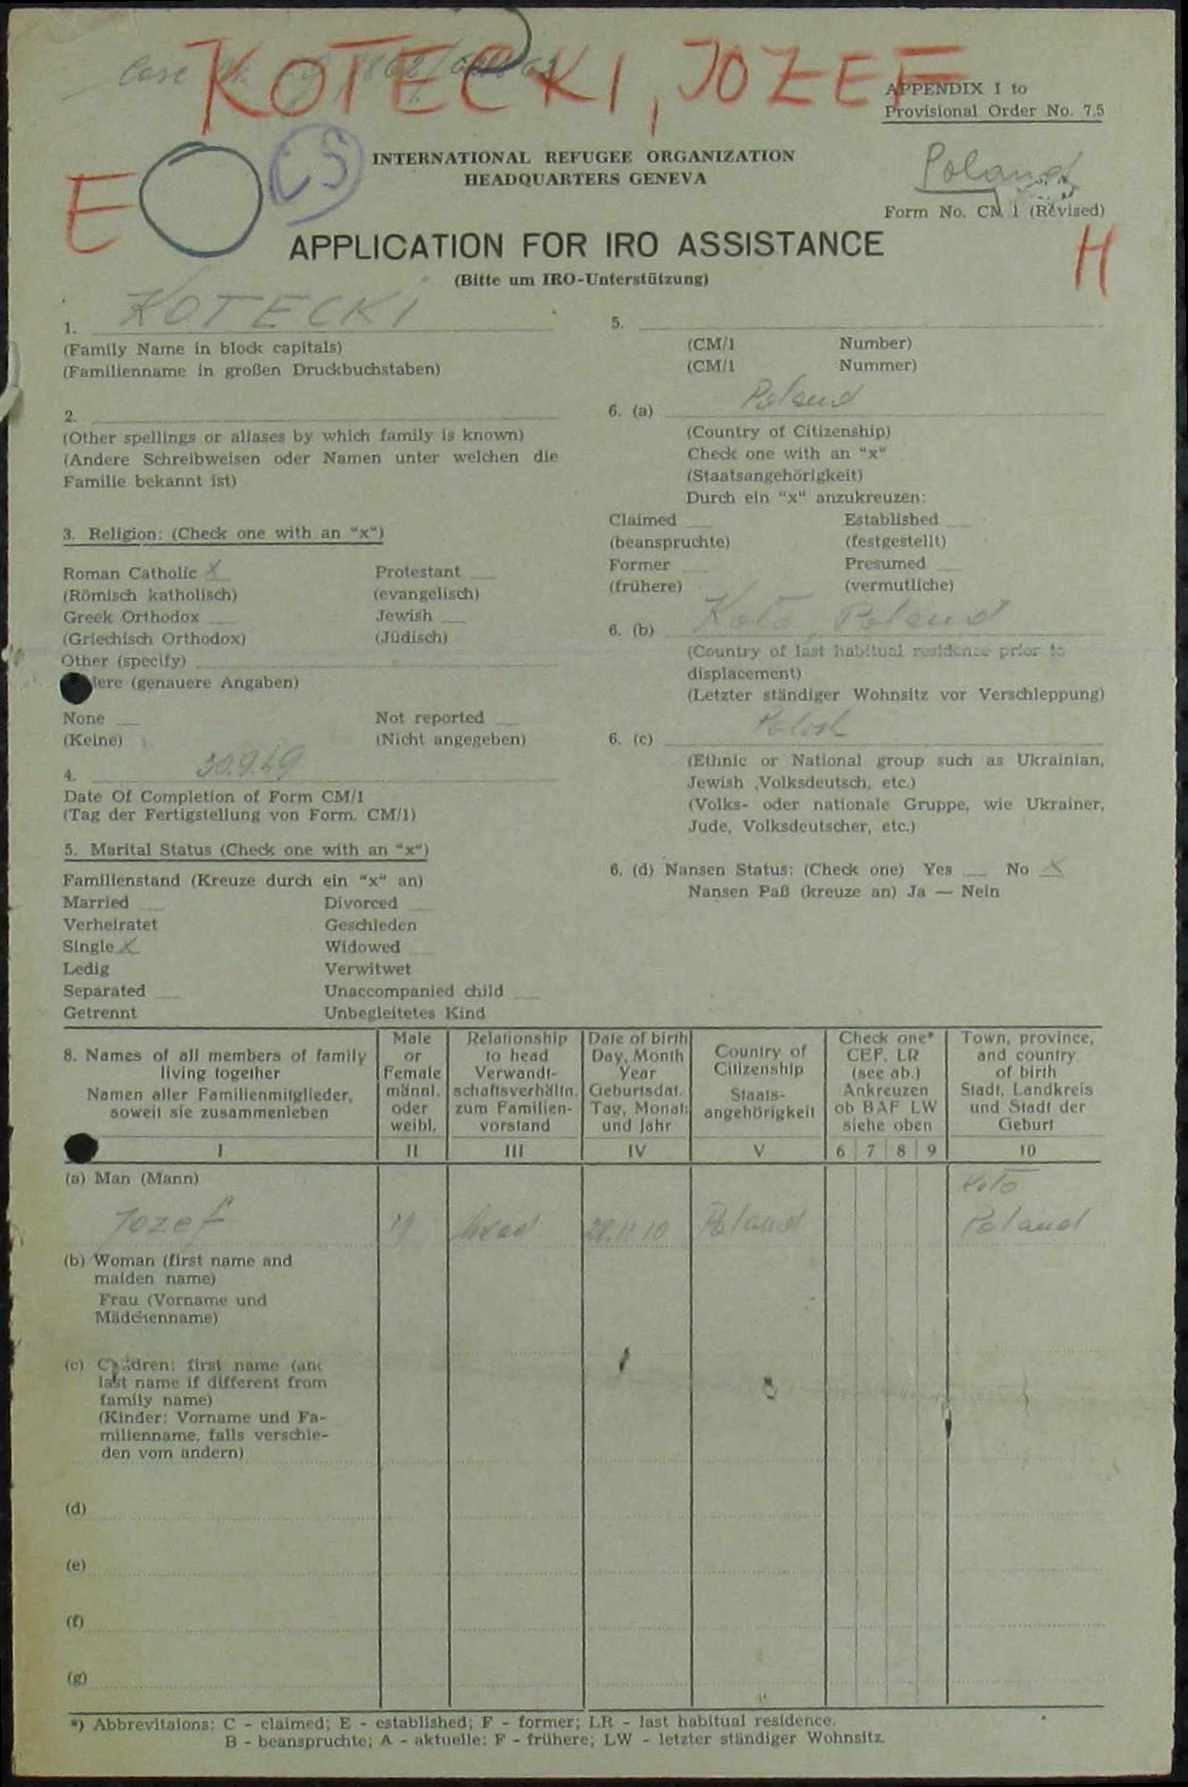 Case
KOTECKI, JOZEF
APPENDIX I to
Provisional Order No. 7.5
CS
INTERNATIONAL REFUGEE ORGANIZATION
HEADQUARTERS GENEVA
Poland
E
Form No. CM 1 (Revised)
APPLICATION FOR IRO ASSISTANCE
H
(Bitte um IRO-Unterstützung)
1. KOTECKI
(Family Name in block capitals)
(Familienname in großen Druckbuchstaben)
2.
(Other spellings or aliases by which family is known)
(Andere Schreibweisen oder Namen unter welchen die
Familie bekannt ist)
3. Religion: (Check one with an "x")
Roman Catholic X Protestant
(Römisch katholisch) (evangelisch)
Greek Orthodox Jewish
(Griechisch Orthodox) (Jüdisch)
Other (specify)
lere (genauere Angaben)
None Not reported
(Keine) (Nicht angegeben)
4. 30.9.49
Date Of Completion of Form CM/1
(Tag der Fertigstellung von Form. CM/1)
5. Marital Status (Check one with an "x")
Familienstand (Kreuze durch ein "x" an)
Married Divorced
Verheiratet Geschieden
Single X Widowed
Ledig Verwitwet
Separated Unaccompanied child
Getrennt Unbegleitetes Kind
5.
(CM/1 Number)
(CM/1 Nummer)
6. (a) Poland
(Country of Citizenship)
Check one with an "x"
(Staatsangehörigkeit)
Durch ein "x" anzukreuzen:
Claimed Established
(beanspruchte) (festgestellt)
Former Presumed
(frühere) (vermutliche)
6. (b) Koło, Poland
(Country of last habitual residence prior to
displacement)
(Letzter ständiger Wohnsitz vor Verschleppung)
6. (c) Polish
(Ethnic or National group such as Ukrainian,
Jewish ,Volksdeutsch, etc.)
(Volks- oder nationale Gruppe, wie Ukrainer,
Jude, Volksdeutscher, etc.)
6. (d) Nansen Status: (Check one) Yes No X
Nansen Paß (kreuze an) Ja — Nein
8. Names of all members of family
living together
Namen aller Familienmitglieder,
soweit sie zusammenleben
Male
or
Female
männl.
oder
weibl.
Relationship
to head
Verwandt-
schaftsverhältn.
zum Familien-
vorstand
Date of birth
Day, Month
Year
Geburtsdat.
Tag, Monat:
und Jahr
Country of
Citizenship
Staats-
angehörigkeit
Check one*
CEF. LR
(see ab.)
Ankreuzen
ob BAF LW
siehe oben
Town, province,
and country
of birth
Stadt, Landkreis
und Stadt der
Geburt
I II III IV V 6 7 8 9 10
(a) Man (Mann) Koło
Jozef M head 28.11.10 Poland Poland
(b) Woman (first name and
maiden name)
Frau (Vorname und
Mädchenname)
(c) Children: first name (and
last name if different from
family name)
(Kinder: Vorname und Fa-
milienname, falls verschie-
den vom andern)
(d)
(e)
(f)
(g)
*) Abbrevitaions: C - claimed; E - established; F - former; LR - last habitual residence.
B - beanspruchte; A - aktuelle; F - frühere; LW - letzter ständiger Wohnsitz.